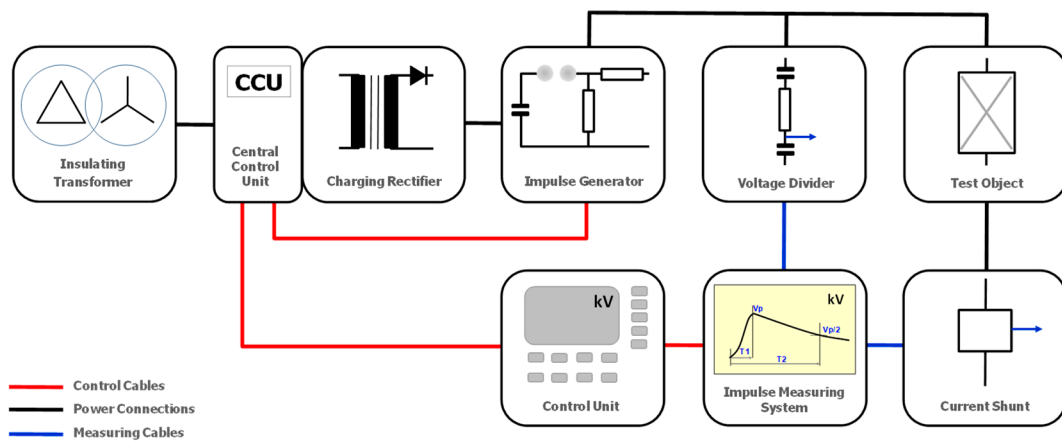 CCU
Insulating
Transformer
Central
Control
Unit
Charging Rectifier
Impulse Generator
Voltage Divider
Test Object
kV
kV
Vp
Vp/2
T1
T2
Control Unit
Impulse Measuring
System
Current Shunt
Control Cables
Power Connections
Measuring Cables